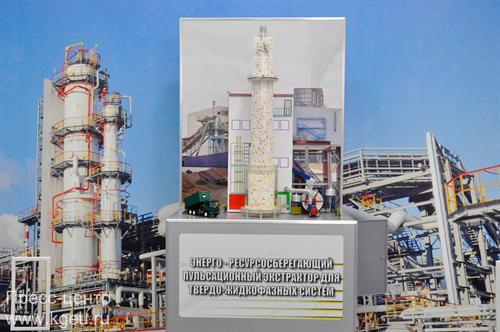 ЭНЕРГО - РЕСУРСОСБЕРЕГАЮЩИЙ
ПУЛЬСАЦИОННЫЙ ЭКСТРАКТОР ДЛЯ
ТВЕРДО-ЖИДКОФАЗНЫХ СИСТЕМ
Пресс-центр
www.kgeu.ru